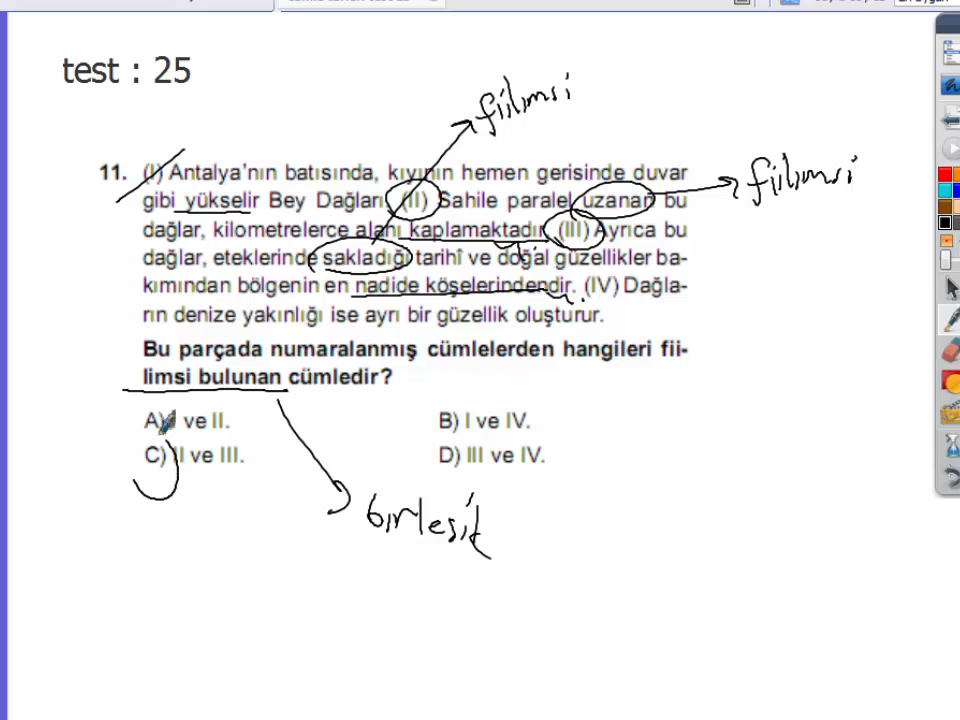 test : 25
fiilimsi
11. (I) Antalya'nın batısında, kıyının hemen gerisinde duvar
fiilimsi
gibi yükselir Bey Dağları. (II) Sahile paralel uzanan bu
dağlar, kilometrelerce alanı kaplamaktadır. (III) Ayrıca bu
dağlar, eteklerinde sakladığı tarihî ve doğal güzellikler ba-
kımından bölgenin en nadide köşelerindendir. (IV) Dağla-
rın denize yakınlığı ise ayrı bir güzellik oluşturur.
Bu parçada numaralanmış cümlelerden hangileri fii-
limsi bulunan cümledir?
A) I ve II. B) I ve IV.
C) II ve III. D) III ve IV.
birlesik